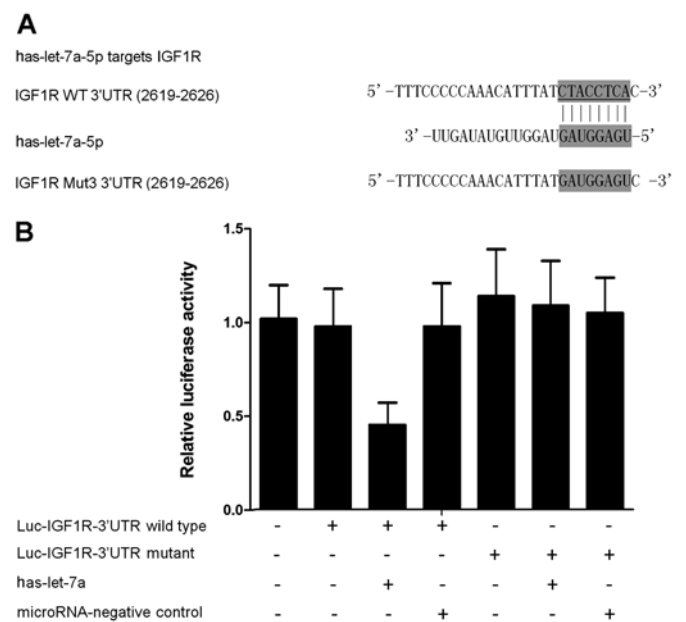 A
has-let-7a-5p targets IGF1R
IGF1R WT 3'UTR (2619-2626) 5'-TTTCCCCCAAACATTTATCTACCTCAC-3'
has-let-7a-5p 3'-UUGAUAUGUUGGAUGAUGGAGU-5'
IGF1R Mut3 3'UTR (2619-2626) 5'-TTTCCCCCAAACATTTATGAUGGAGUC -3'
B
Relative luciferase activity
1.5
1.0
0.5
0.0
Luc-IGF1R-3'UTR wild type - + + + - - -
Luc-IGF1R-3'UTR mutant - - - - + + +
has-let-7a - - + - - + -
microRNA-negative control - - - + - - +